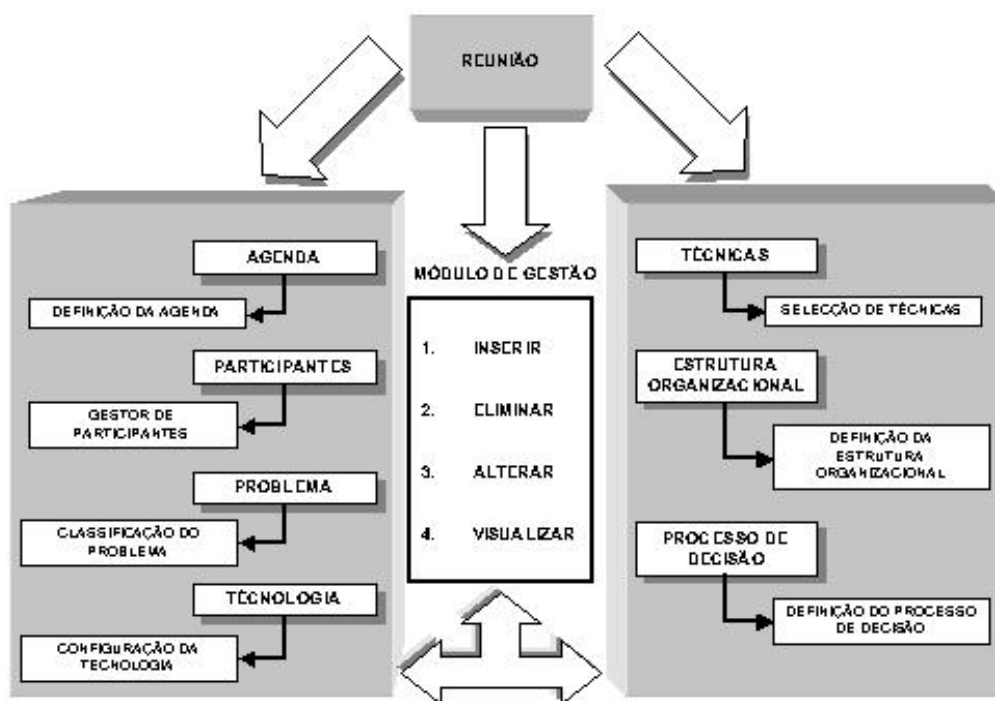 REUNIÃO
AGENDA
DEFINIÇÃO DA AGENDA
PARTICIPANTES
GESTOR DE
PARTICIPANTES
PROBLEMA
CLASSIFICAÇÃO DO
PROBLEMA
TECNOLOGIA
CONFIGURAÇÃO DA
TECNOLOGIA
MÓDULO DE GESTÃO
1. INSERIR
2. ELIMINAR
3. ALTERAR
4. VISUALIZAR
TÉCNICAS
SELECÇÃO DE TÉCNICAS
ESTRUTURA
ORGANIZACIONAL
DEFINIÇÃO DA
ESTRUTURA
ORGANIZACIONAL
PROCESSO DE
DECISÃO
DEFINIÇÃO DO PROCESSO
DE DECISÃO